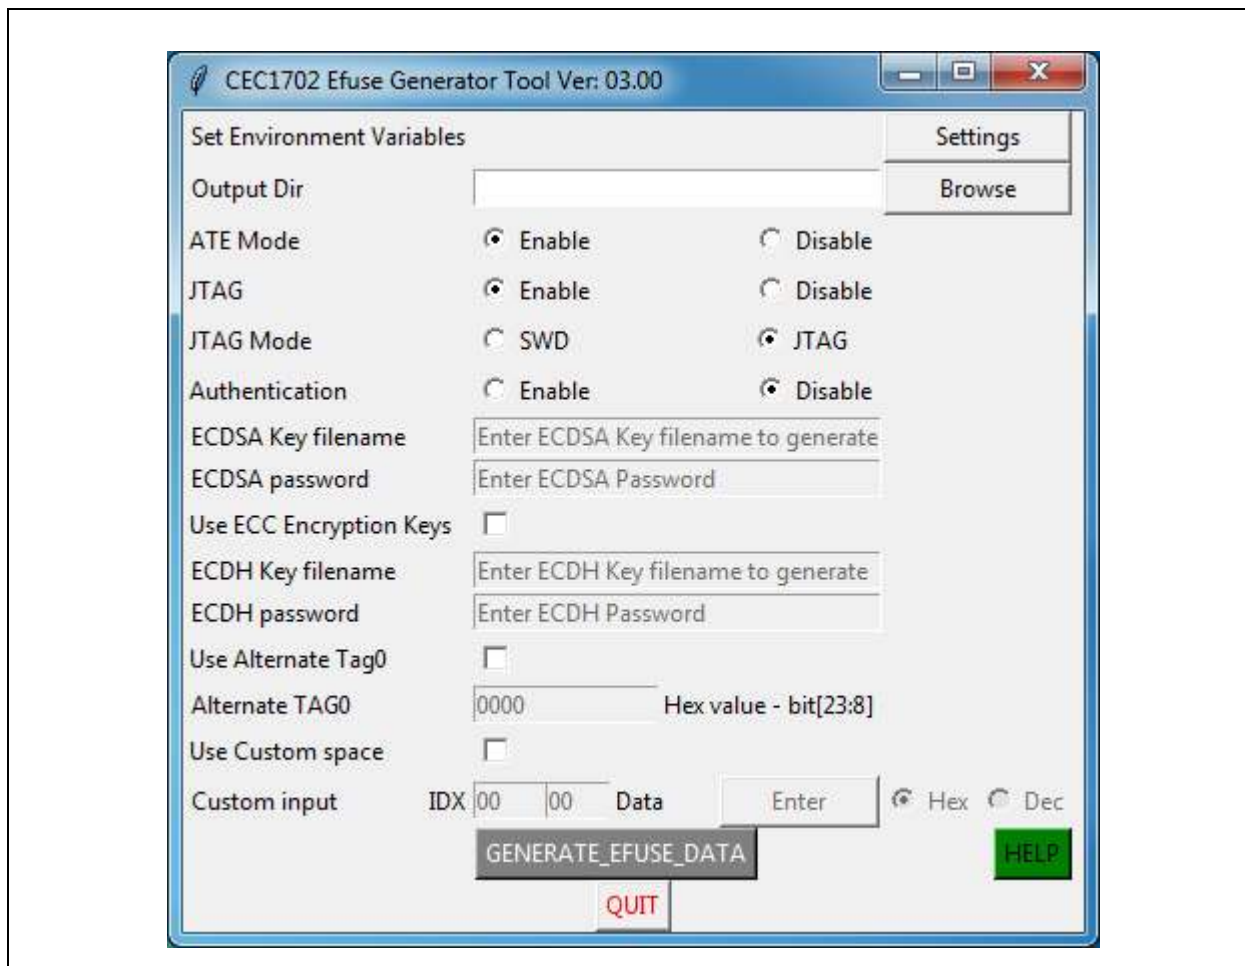 CEC1702 Efuse Generator Tool Ver: 03.00
Set Environment Variables Settings
Output Dir Browse
ATE Mode Enable Disable
JTAG Enable Disable
JTAG Mode SWD JTAG
Authentication Enable Disable
ECDSA Key filename Enter ECDSA Key filename to generate
ECDSA password Enter ECDSA Password
Use ECC Encryption Keys
ECDH Key filename Enter ECDH Key filename to generate
ECDH password Enter ECDH Password
Use Alternate Tag0
Alternate TAG0 0000 Hex value - bit[23:8]
Use Custom space
Custom input IDX 00 00 Data Enter Hex Dec
GENERATE_EFUSE_DATA HELP
QUIT